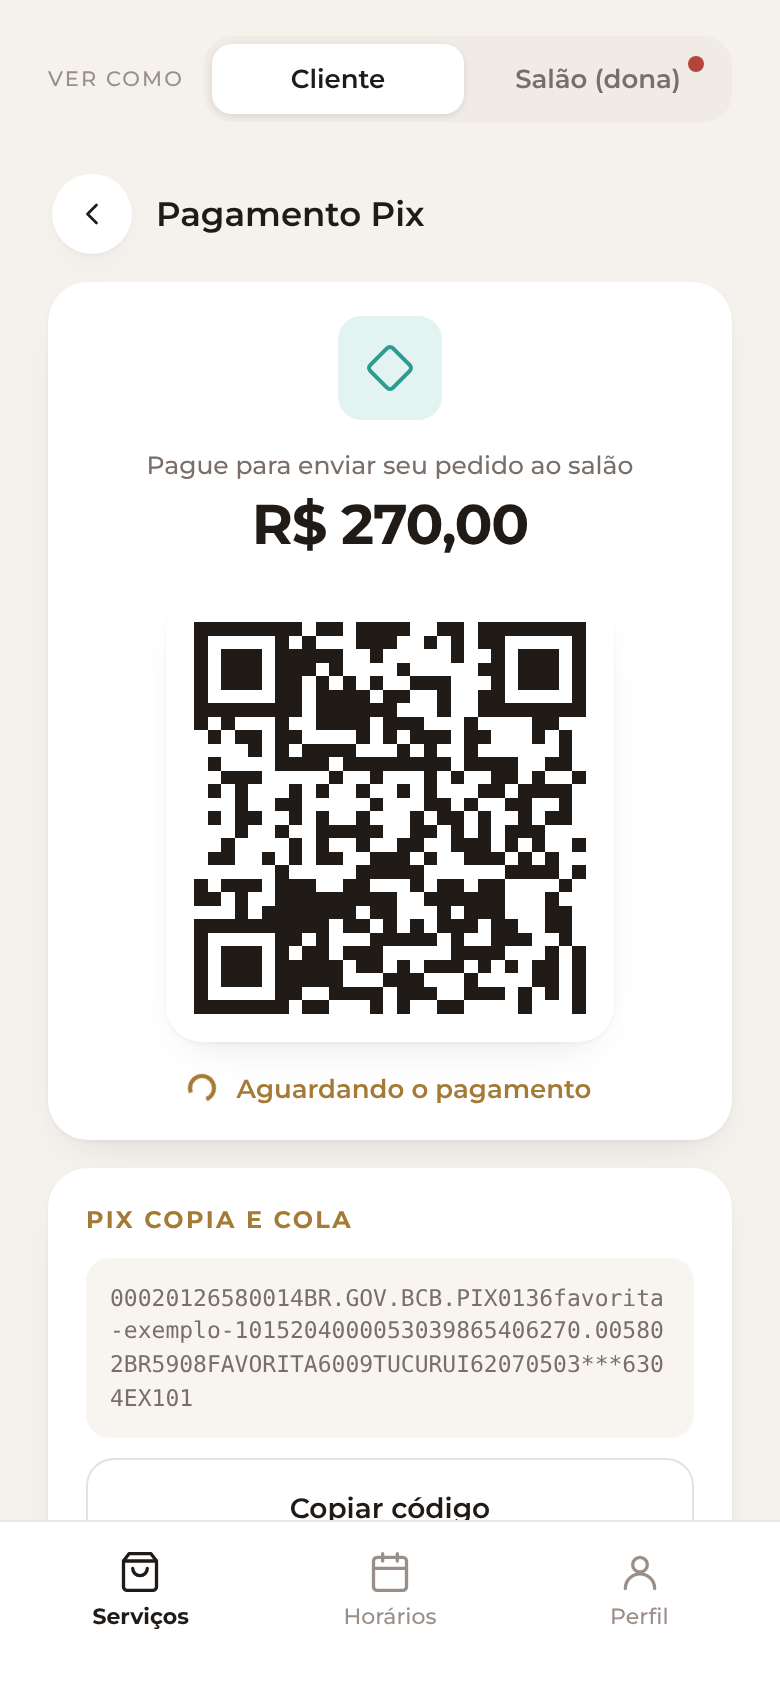 VER COMO
Cliente
Salão (dona)
Pagamento Pix
Pague para enviar seu pedido ao salão
R$ 270,00
Aguardando o pagamento
PIX COPIA E COLA
00020126580014BR.GOV.BCB.PIX0136favorita
-exemplo-1015204000053039865406270.00580
2BR5908FAVORITA6009TUCURUI62070503***630
4EX101
Copiar código
Serviços
Horários
Perfil